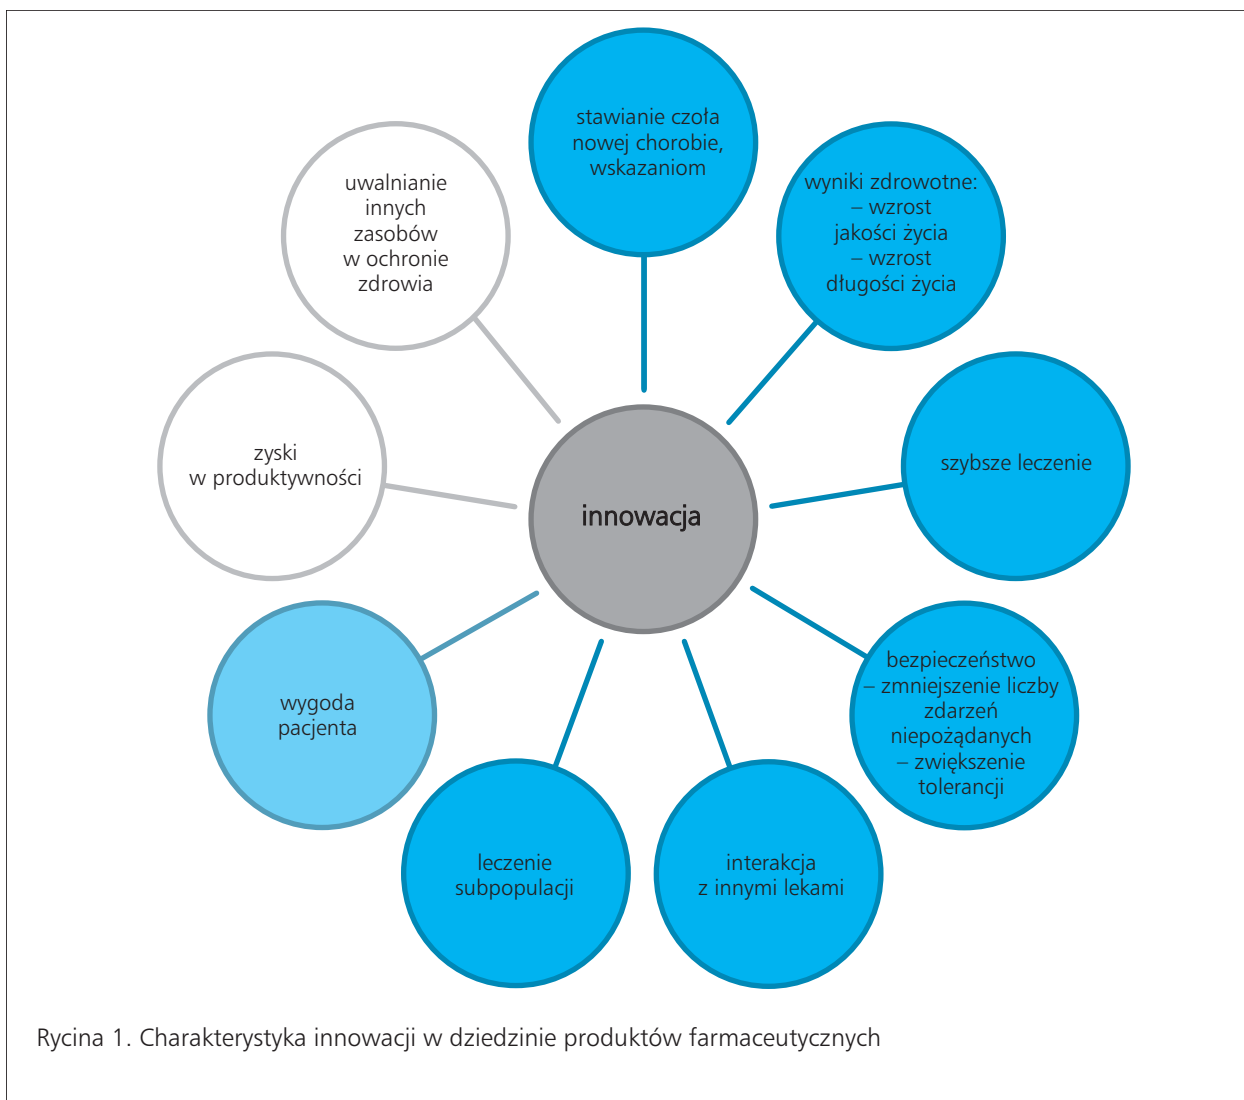 stawianie czoła
nowej chorobie,
wskazaniom
wyniki zdrowotne:
– wzrost
jakości życia
– wzrost
długości życia
szybsze leczenie
bezpieczeństwo
– zmniejszenie liczby
zdarzeń
niepożądanych
– zwiększenie
tolerancji
interakcja
z innymi lekami
leczenie
subpopulacji
wygoda
pacjenta
zyski
w produktywności
uwalnianie
innych
zasobów
w ochronie
zdrowia
innowacja
Rycina 1. Charakterystyka innowacji w dziedzinie produktów farmaceutycznych